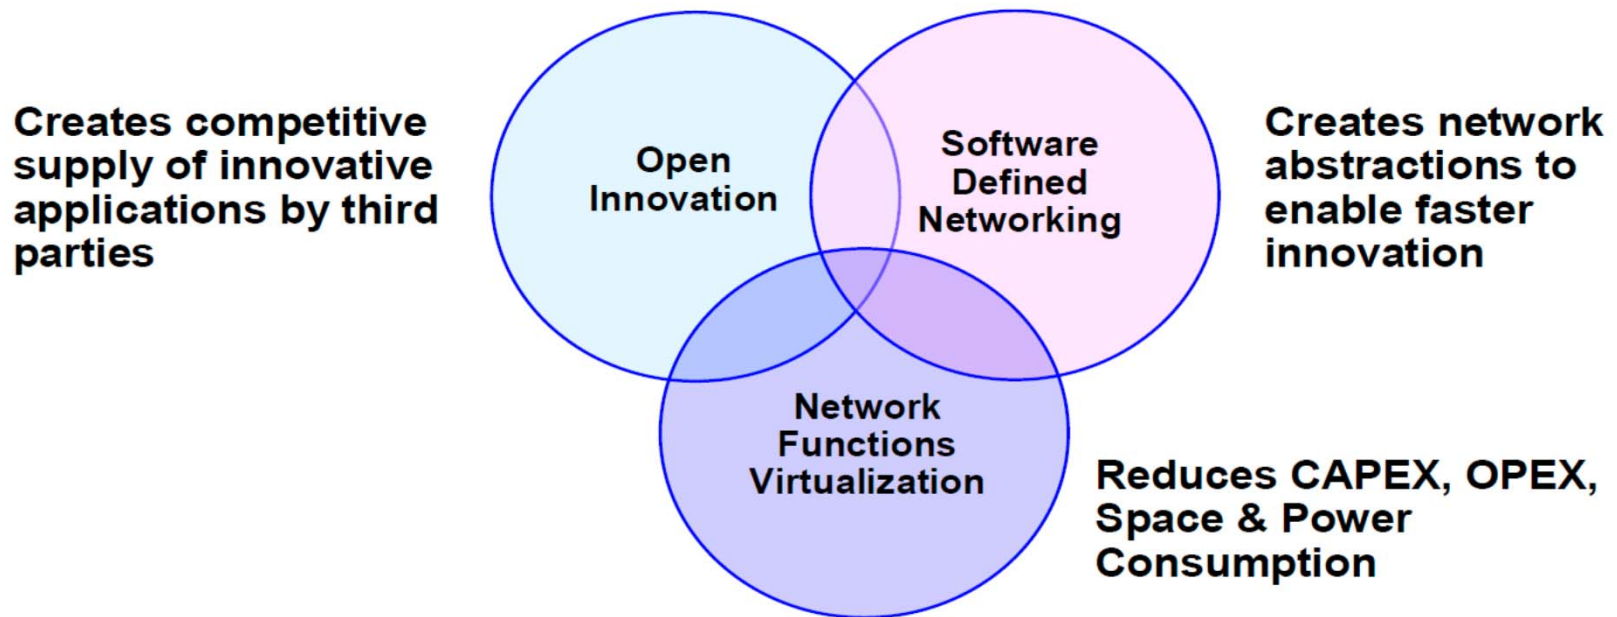 Creates competitive
supply of innovative
applications by third
parties
Open
Innovation
Software
Defined
Networking
Creates network
abstractions to
enable faster
innovation
Network
Functions
Virtualization
Reduces CAPEX, OPEX,
Space & Power
Consumption